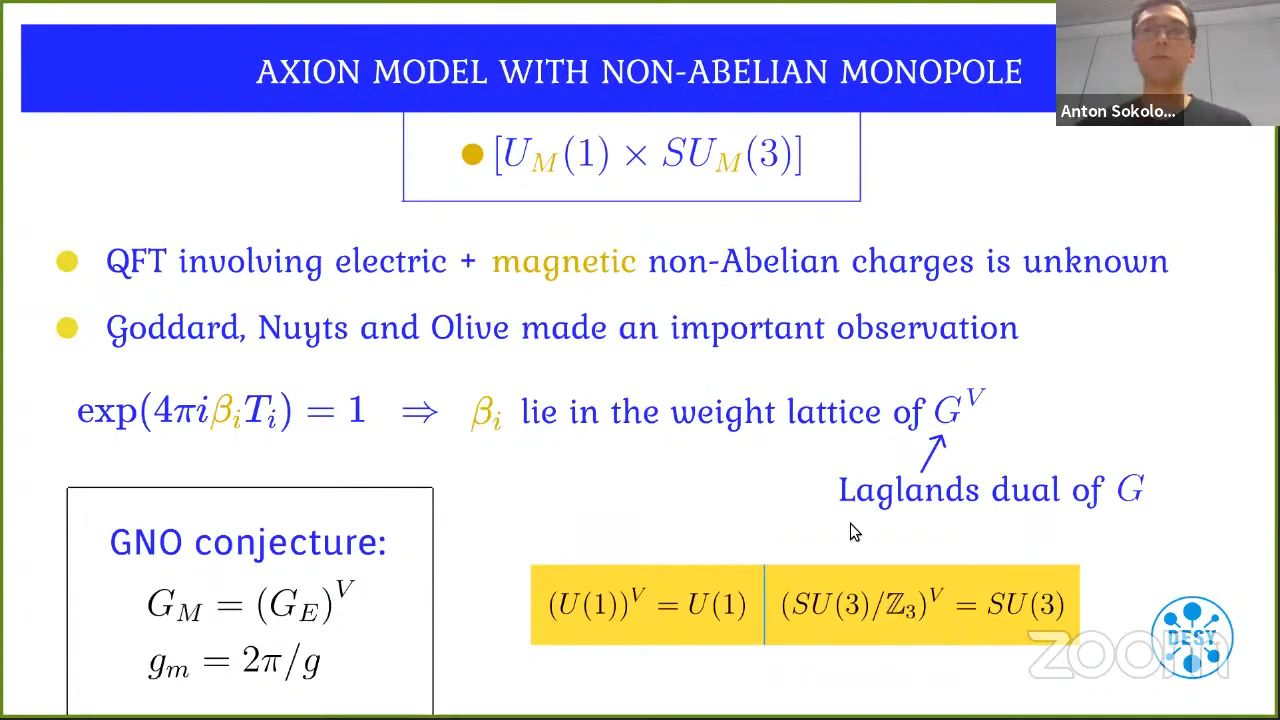 AXION MODEL WITH NON-ABELIAN MONOPOLE
Anton Sokolo...
[U_M(1) × SU_M(3)]
QFT involving electric + magnetic non-Abelian charges is unknown
Goddard, Nuyts and Olive made an important observation
exp(4πiβ_iT_i) = 1 ⇒ β_i lie in the weight lattice of G^V
Laglands dual of G
GNO conjecture:
G_M = (G_E)^V
g_m = 2π/g
(U(1))^V = U(1)
(SU(3)/ℤ_3)^V = SU(3)
DESY
zoom